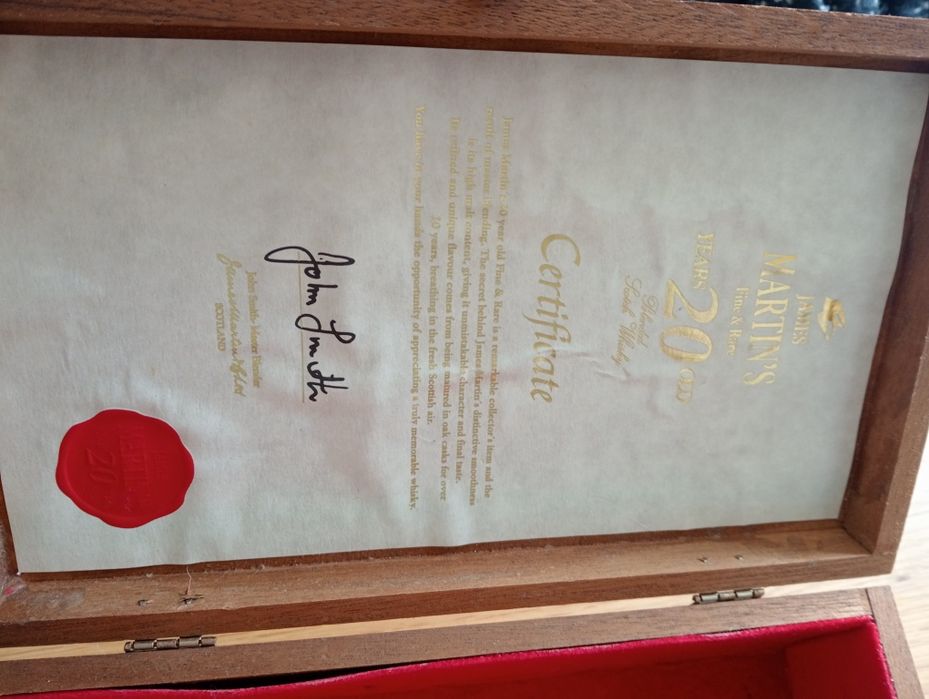 JAMES
MARTIN'S
Fine & Rare
YEARS 20 OLD
Blended
Scotch Whisky
Certificate
James Martin's 20 year old Fine & Rare is a remarkable collector's item and the
result of master blending. The secret behind James Martin's distinctive smoothness
is its high malt content, giving it unmistakable character and final taste.
Its refined and unique flavour comes from being matured in oak casks for over
20 years, breathing in the fresh Scottish air.
You have in your hands the opportunity of appreciating a truly memorable whisky.
John Smith
John Smith - Master Blender
James Martin & Co Ltd
SCOTLAND
20